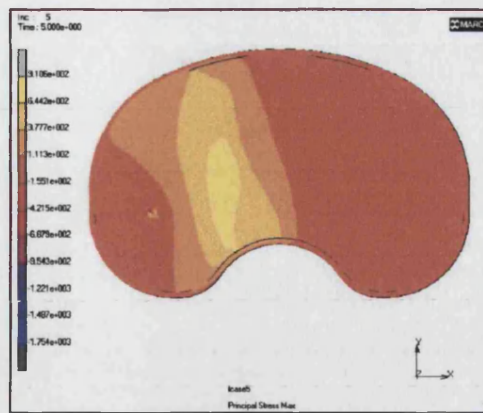 Inc : 5
Time : 5.000e+000
MARC
9.106e+002
6.442e+002
3.777e+002
1.113e+002
-1.551e+002
-4.215e+002
-6.879e+002
-9.543e+002
-1.221e+003
-1.487e+003
-1.754e+003
Y
Z
X
lcase5
Principal Stress Max